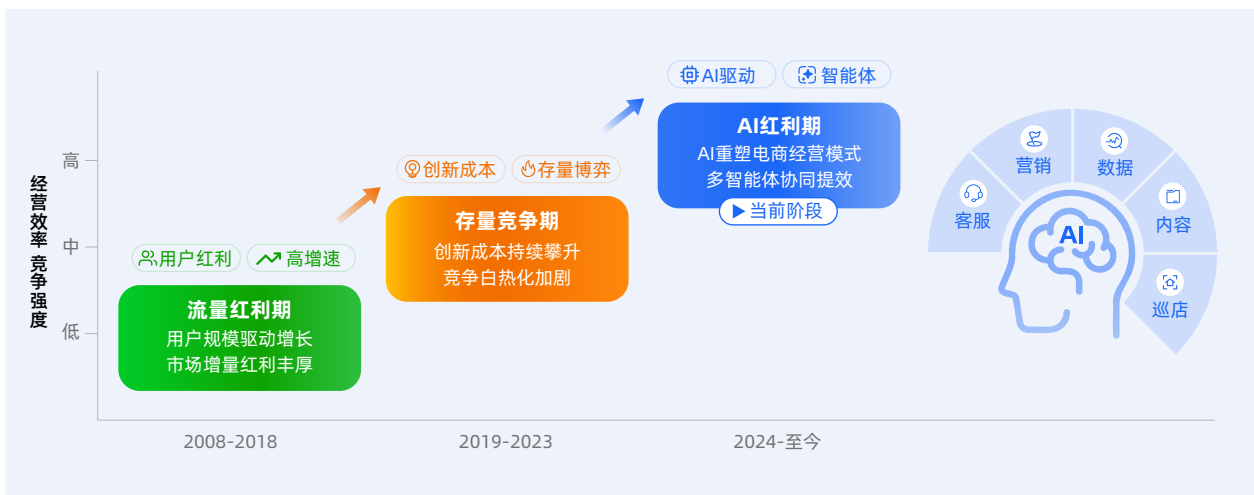 经营效率 竞争强度
高
中
低
用户红利
高增速
流量红利期
用户规模驱动增长
市场增量红利丰厚
2008-2018
创新成本
存量博弈
存量竞争期
创新成本持续攀升
竞争白热化加剧
2019-2023
AI驱动
智能体
AI红利期
AI重塑电商经营模式
多智能体协同提效
当前阶段
2024-至今
客服
营销
数据
内容
巡店
AI